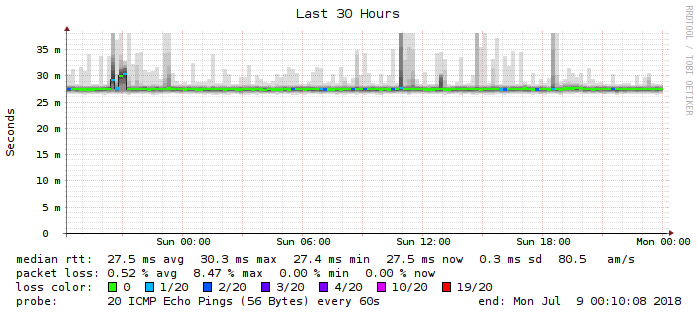 Last 30 Hours
RRDTOOL / TOBI OETIKER
Seconds
35 m
30 m
25 m
20 m
15 m
10 m
5 m
0
Sun 00:00 Sun 06:00 Sun 12:00 Sun 18:00 Mon 00:00
median rtt: 27.5 ms avg 30.3 ms max 27.4 ms min 27.5 ms now 0.3 ms sd 80.5 am/s
packet loss: 0.52 % avg 8.47 % max 0.00 % min 0.00 % now
loss color: 0 1/20 2/20 3/20 4/20 10/20 19/20
probe: 20 ICMP Echo Pings (56 Bytes) every 60s end: Mon Jul 9 00:10:08 2018